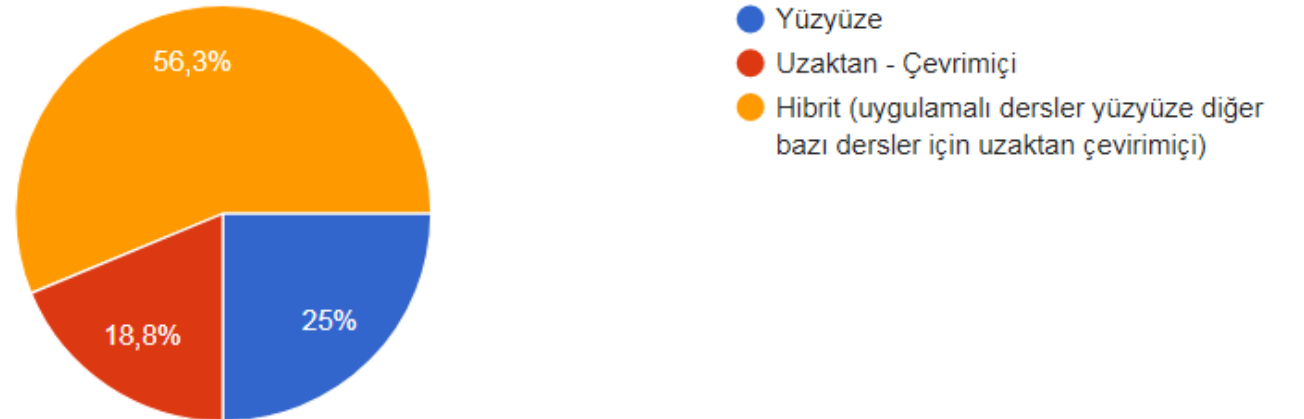 56,3%
18,8%
25%
Yüzyüze
Uzaktan - Çevrimiçi
Hibrit (uygulamalı dersler yüzyüze diğer
bazı dersler için uzaktan çevirimiçi)